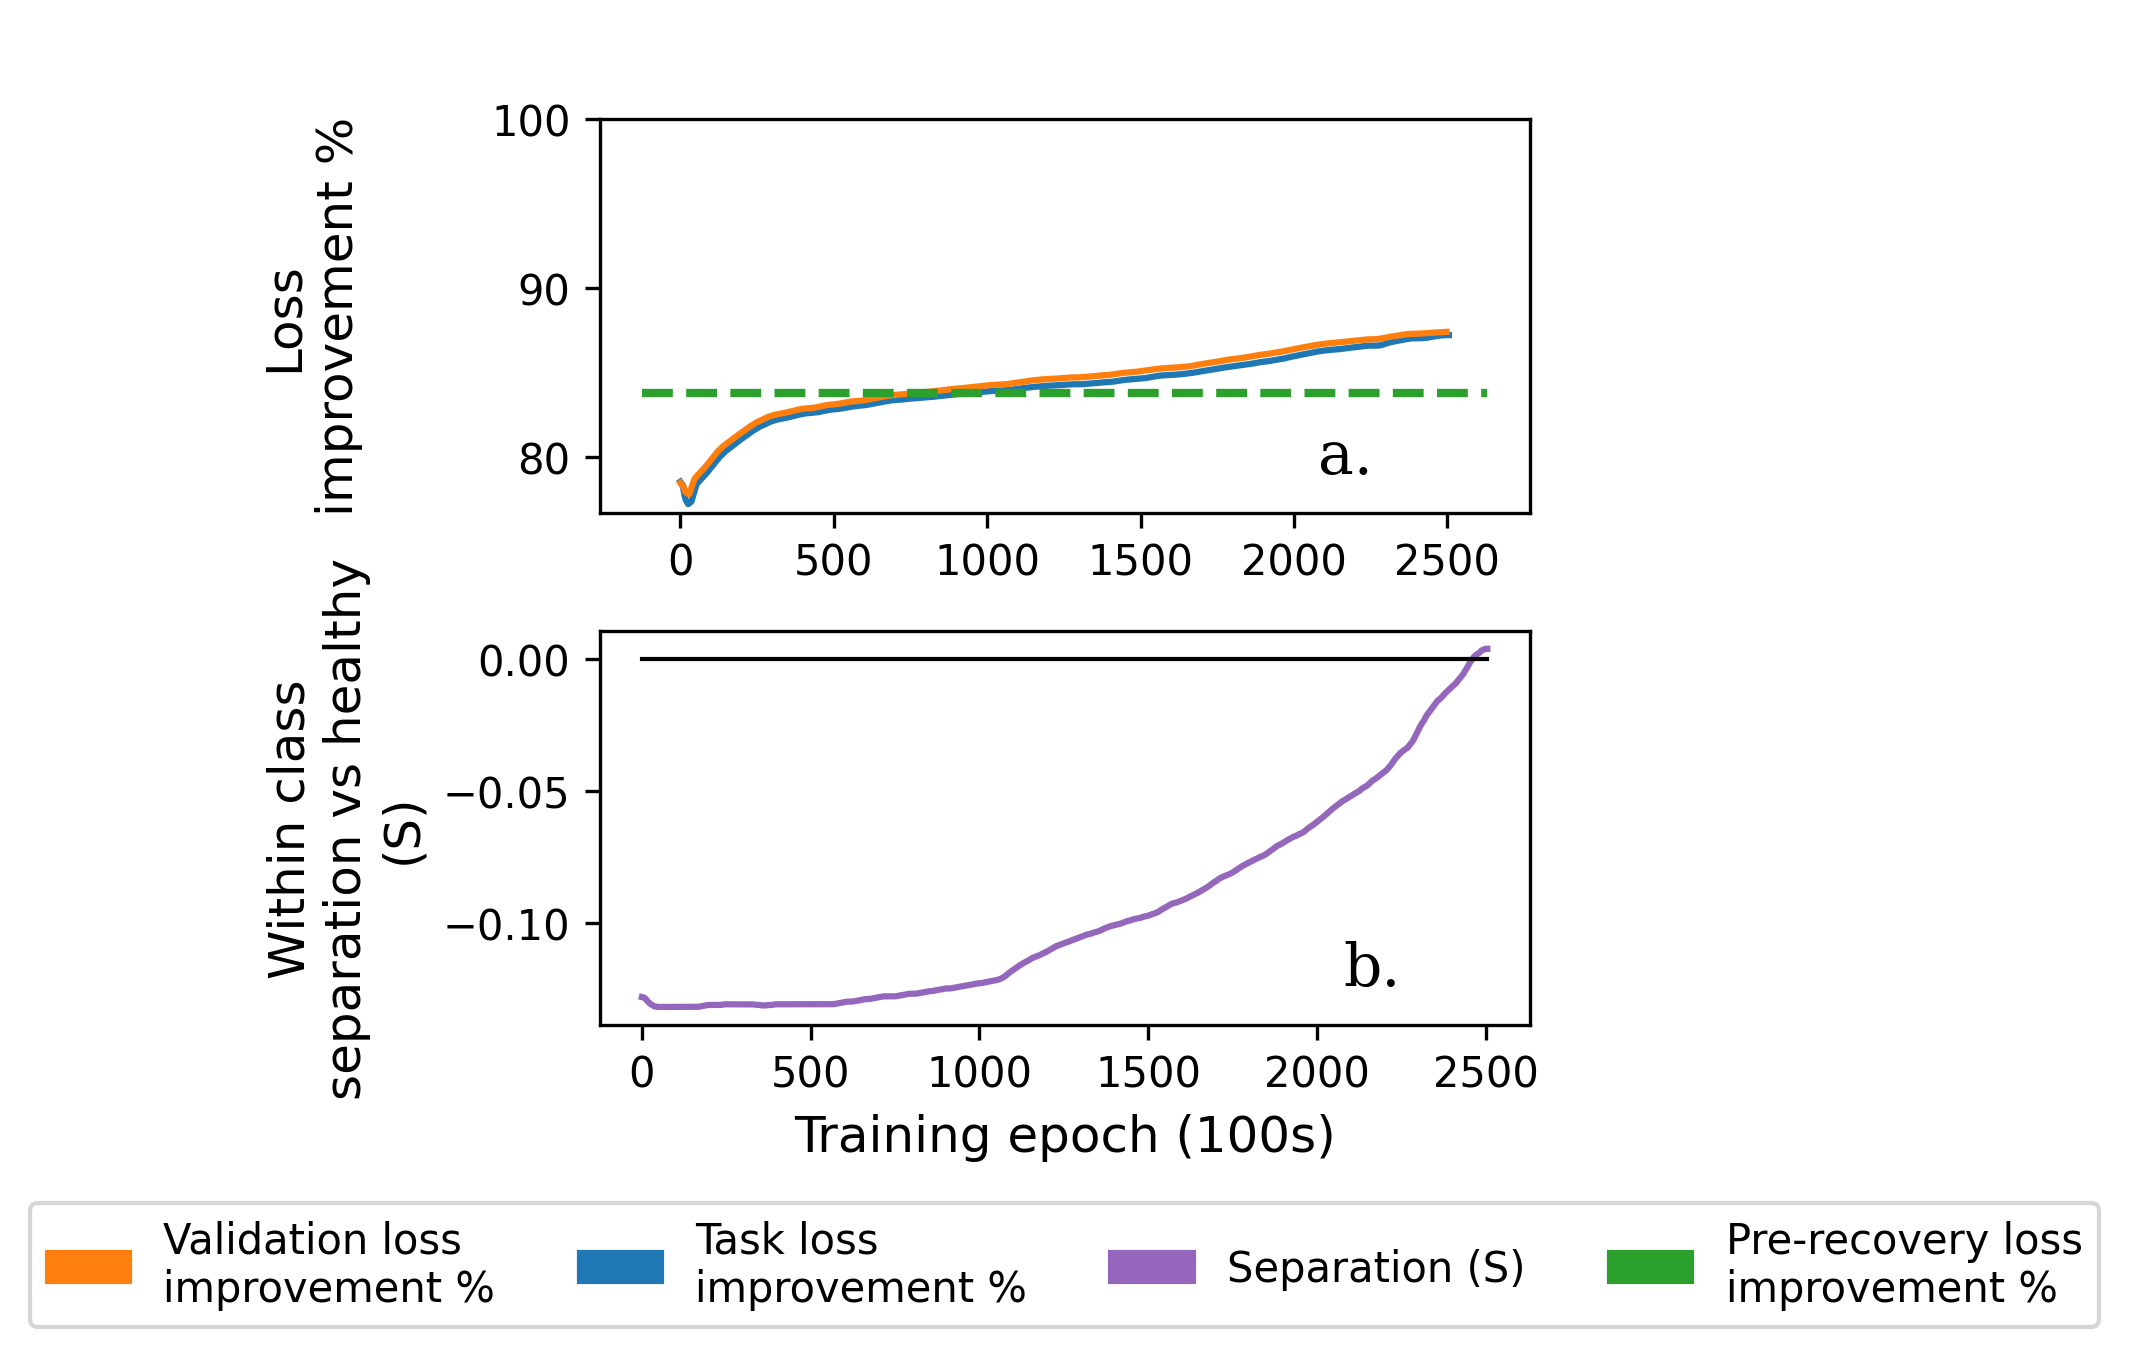 Loss
improvement %
100
90
80
a.
0 500 1000 1500 2000 2500
Within class
separation vs healthy
(S)
0.00
−0.05
−0.10
b.
0 500 1000 1500 2000 2500
Training epoch (100s)
Validation loss
improvement %
Task loss
improvement %
Separation (S)
Pre-recovery loss
improvement %